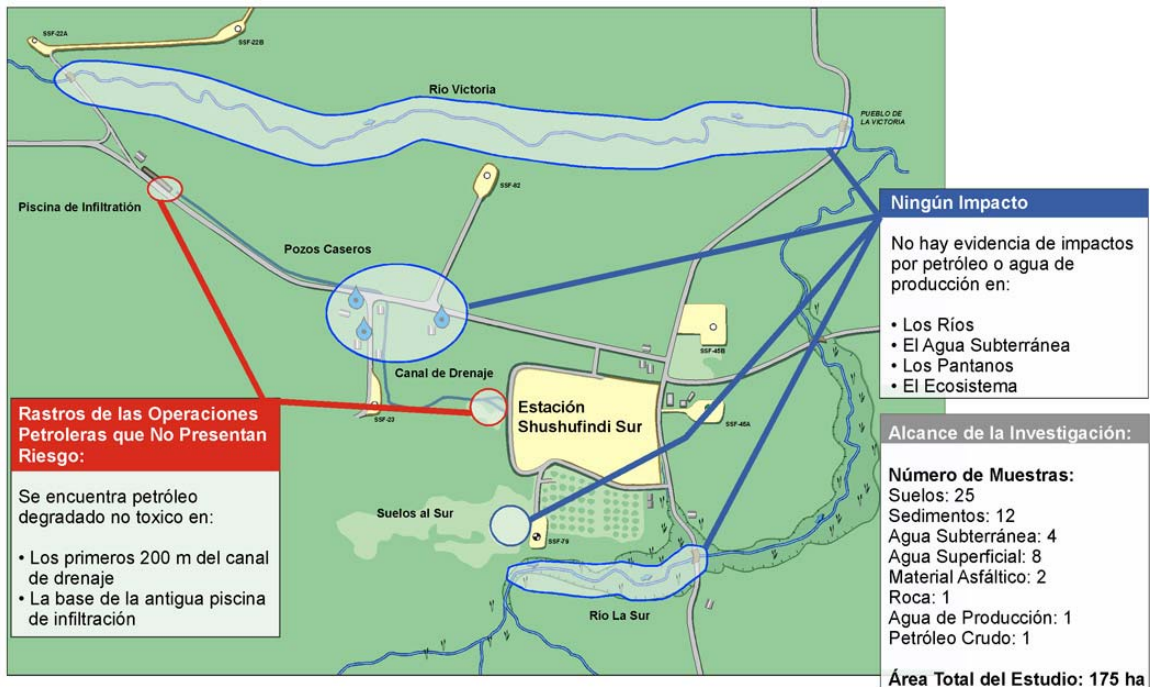 SSF-22A
SSF-22B
Río Victoria
PUEBLO DE
LA VICTORIA
SSF-82
Piscina de Infiltratión
Pozos Caseros
Canal de Drenaje
SSF-23
Estación
Shushufindi Sur
SSF-45B
SSF-45A
Suelos al Sur
SSF-79
Río La Sur
Rastros de las Operaciones
Petroleras que No Presentan
Riesgo:
Se encuentra petróleo
degradado no toxico en:
• Los primeros 200 m del canal
de drenaje
• La base de la antigua piscina
de infiltración
Ningún Impacto
No hay evidencia de impactos
por petróleo o agua de
producción en:
• Los Ríos
• El Agua Subterránea
• Los Pantanos
• El Ecosistema
Alcance de la Investigación:
Número de Muestras:
Suelos: 25
Sedimentos: 12
Agua Subterránea: 4
Agua Superficial: 8
Material Asfáltico: 2
Roca: 1
Agua de Producción: 1
Petróleo Crudo: 1
Área Total del Estudio: 175 ha